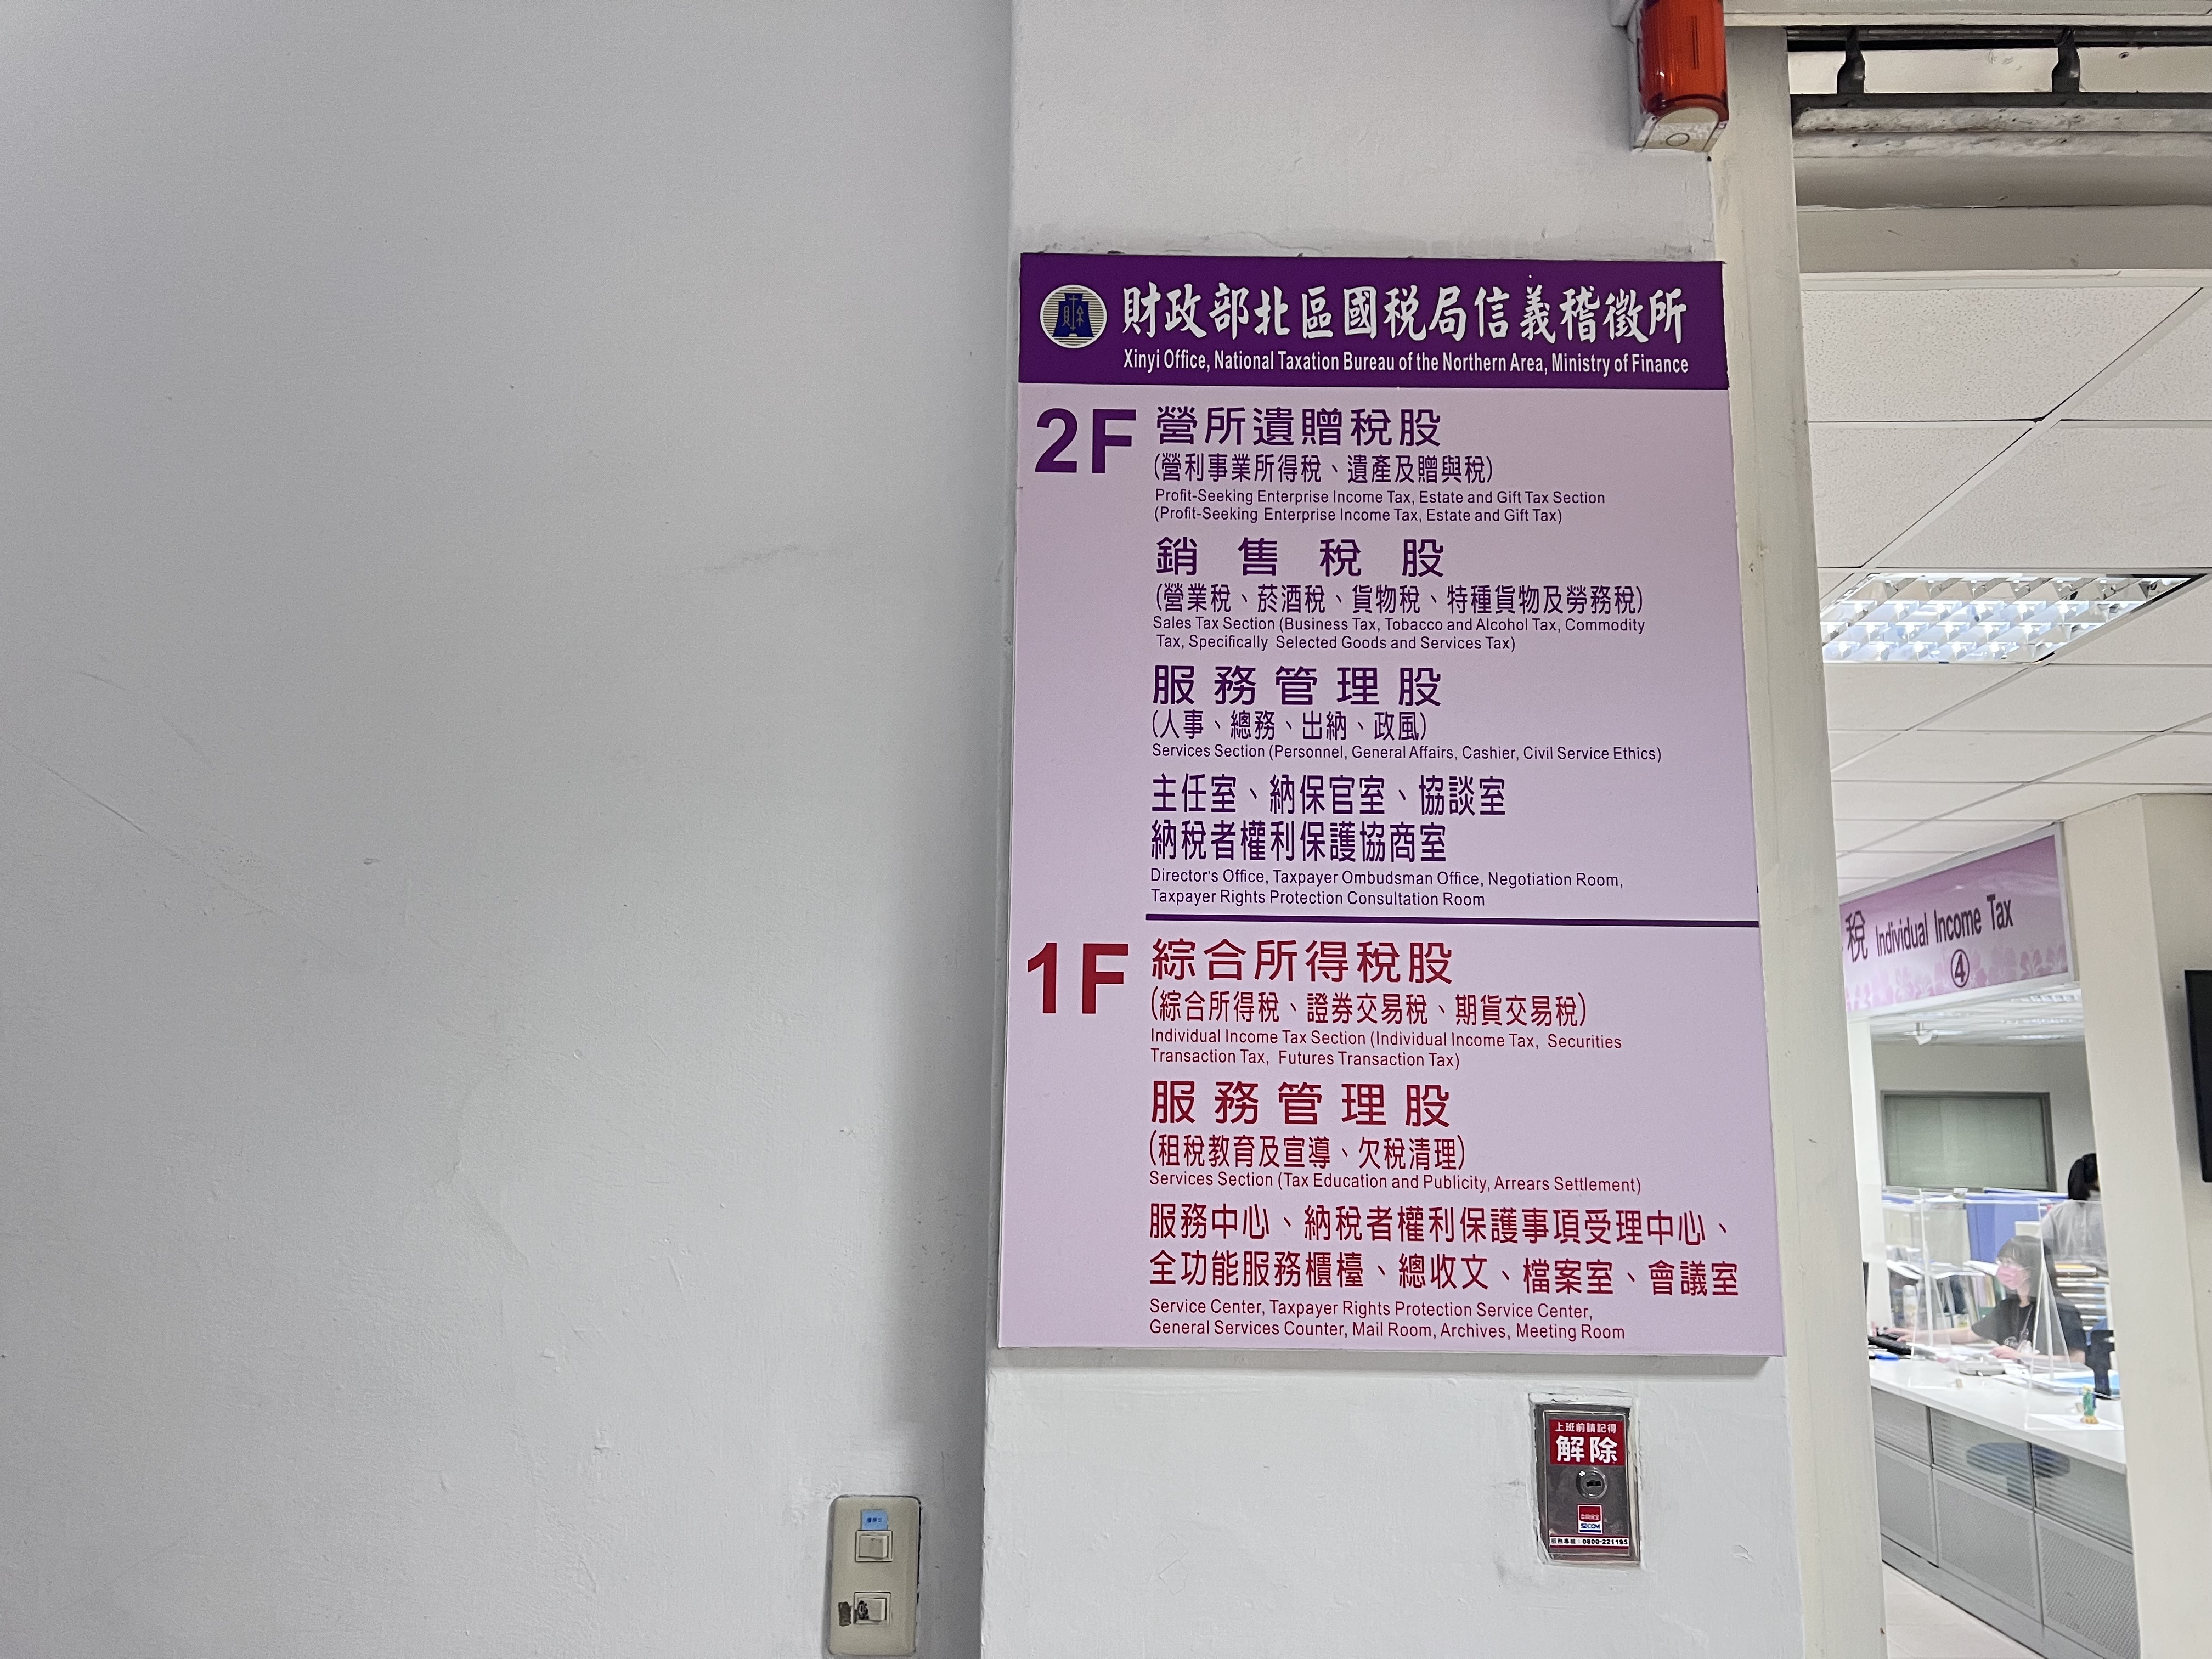 財政部北區國稅局信義稽徵所
Xinyi Office, National Taxation Bureau of the Northern Area, Ministry of Finance
2F
營所遺贈稅股
(營利事業所得稅、遺產及贈與稅)
Profit-Seeking Enterprise Income Tax, Estate and Gift Tax Section
(Profit-Seeking Enterprise Income Tax, Estate and Gift Tax)
銷售稅股
(營業稅、菸酒稅、貨物稅、特種貨物及勞務稅)
Sales Tax Section (Business Tax, Tobacco and Alcohol Tax, Commodity
Tax, Specifically Selected Goods and Services Tax)
服務管理股
(人事、總務、出納、政風)
Services Section (Personnel, General Affairs, Cashier, Civil Service Ethics)
主任室、納保官室、協談室
納稅者權利保護協商室
Director's Office, Taxpayer Ombudsman Office, Negotiation Room,
Taxpayer Rights Protection Consultation Room
1F
綜合所得稅股
(綜合所得稅、證券交易稅、期貨交易稅)
Individual Income Tax Section (Individual Income Tax, Securities
Transaction Tax, Futures Transaction Tax)
服務管理股
(租稅教育及宣導、欠稅清理)
Services Section (Tax Education and Publicity, Arrears Settlement)
服務中心、納稅者權利保護事項受理中心、
全功能服務櫃檯、總收文、檔案室、會議室
Service Center, Taxpayer Rights Protection Service Center,
General Services Counter, Mail Room, Archives, Meeting Room
稅 Individual Income Tax
④
上班前請記得
解除
中興保全
SECOM
0800-221195